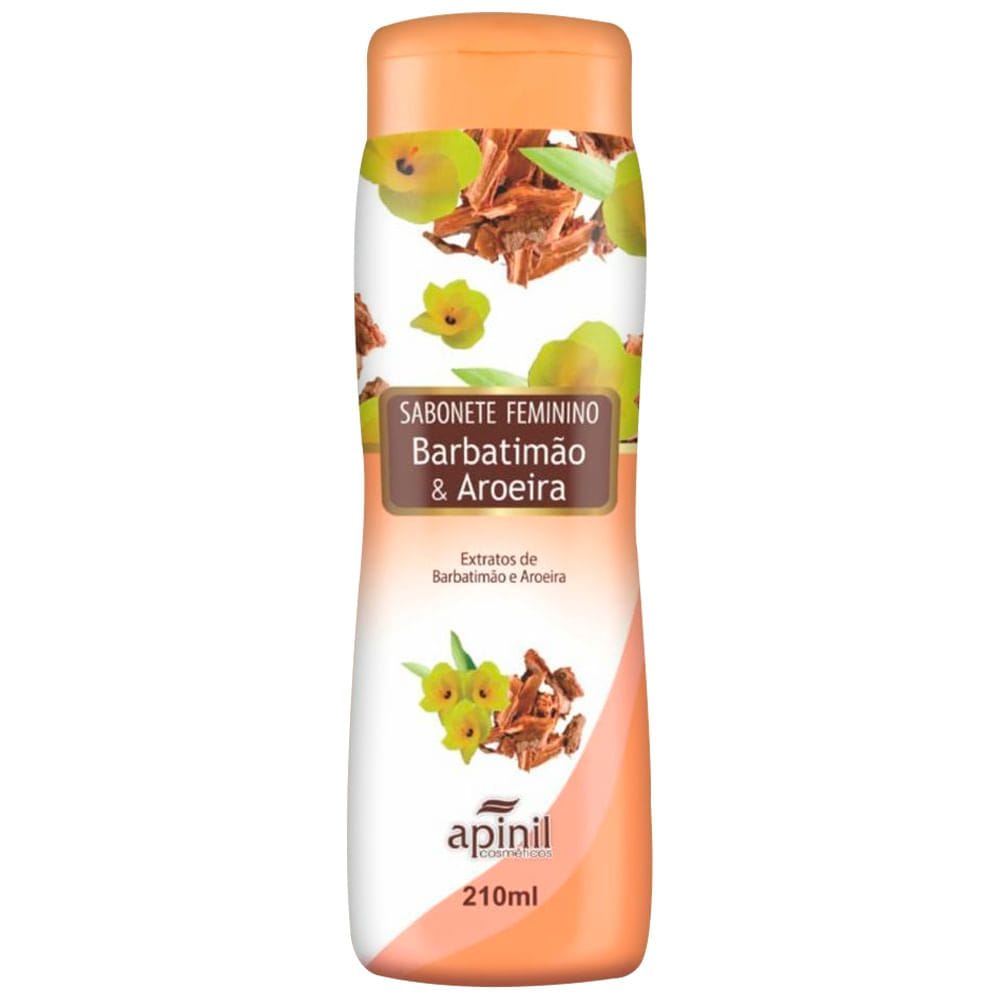 SABONETE FEMININO
Barbatimão
& Aroeira
Extratos de
Barbatimão e Aroeira
apinil
cosméticos
210ml